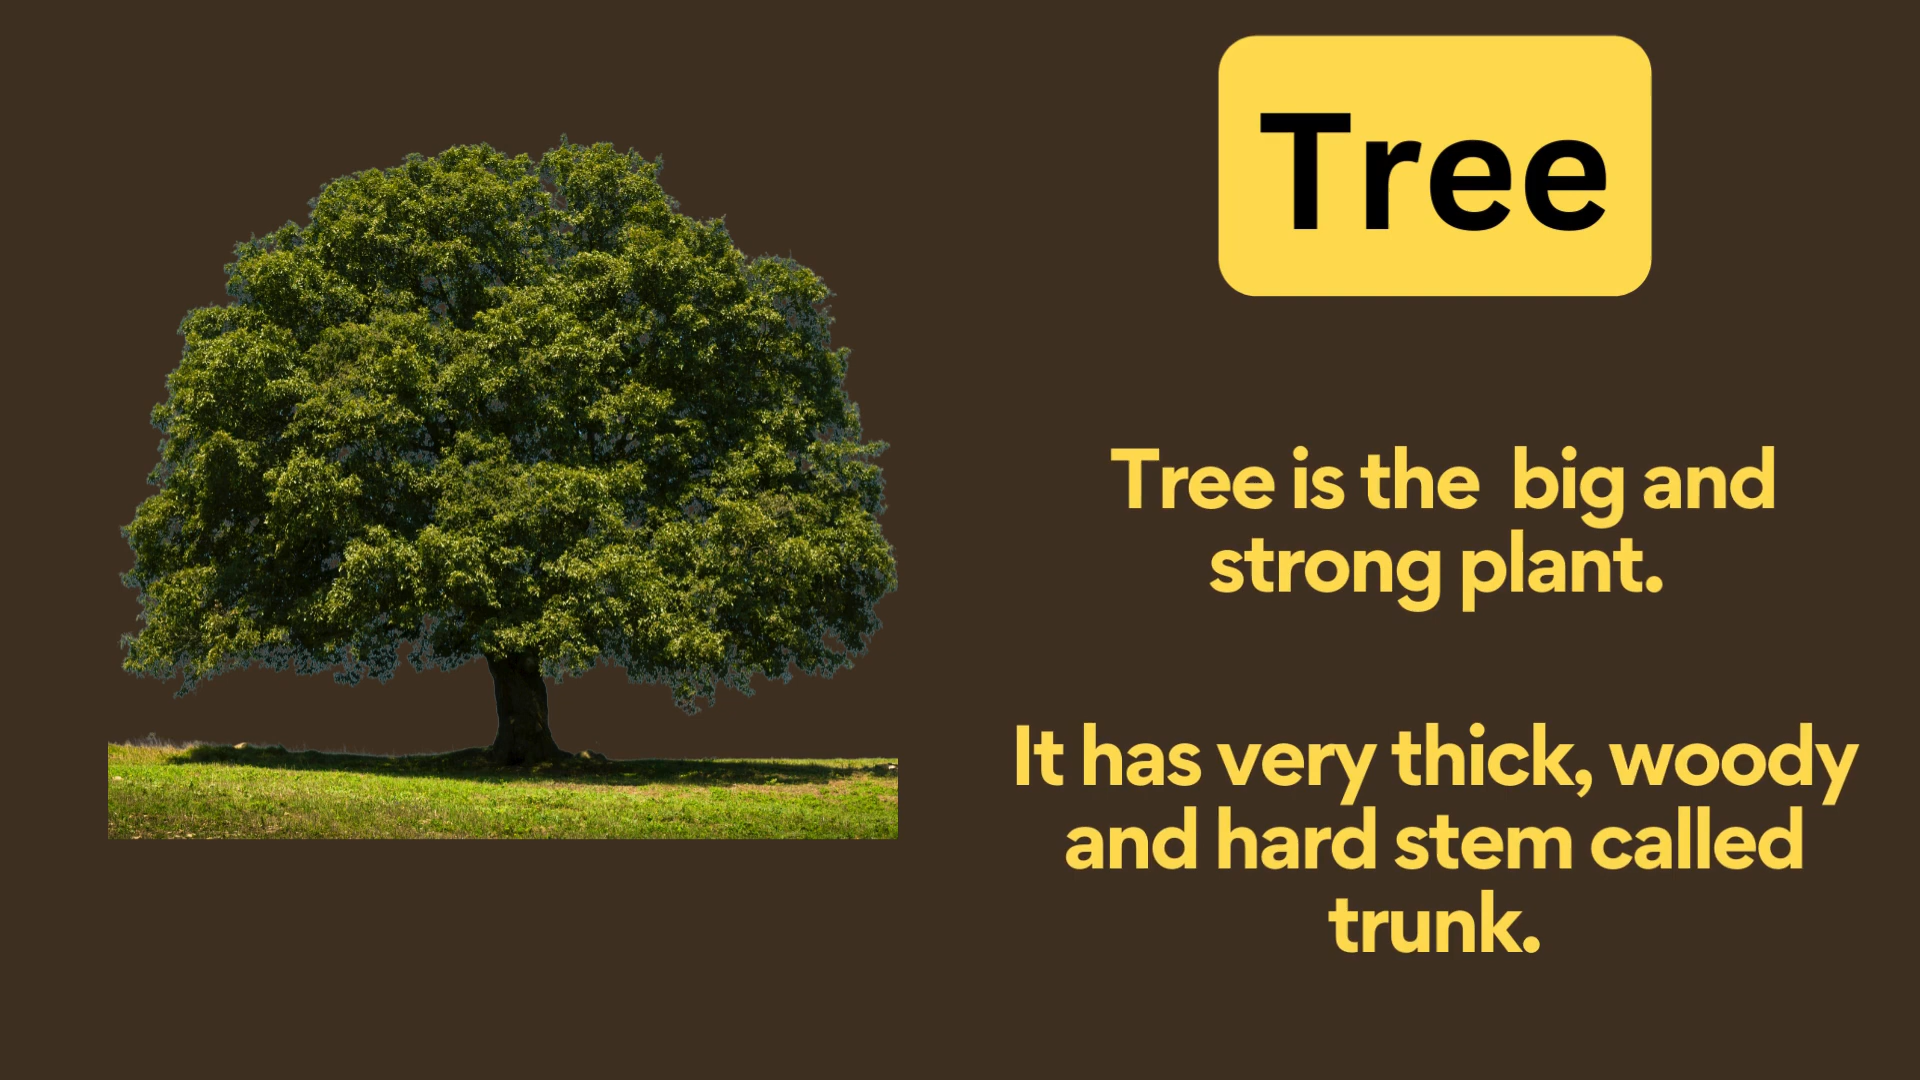 Tree
Tree is the  big and
strong plant.
It has very thick, woody
and hard stem called
trunk.